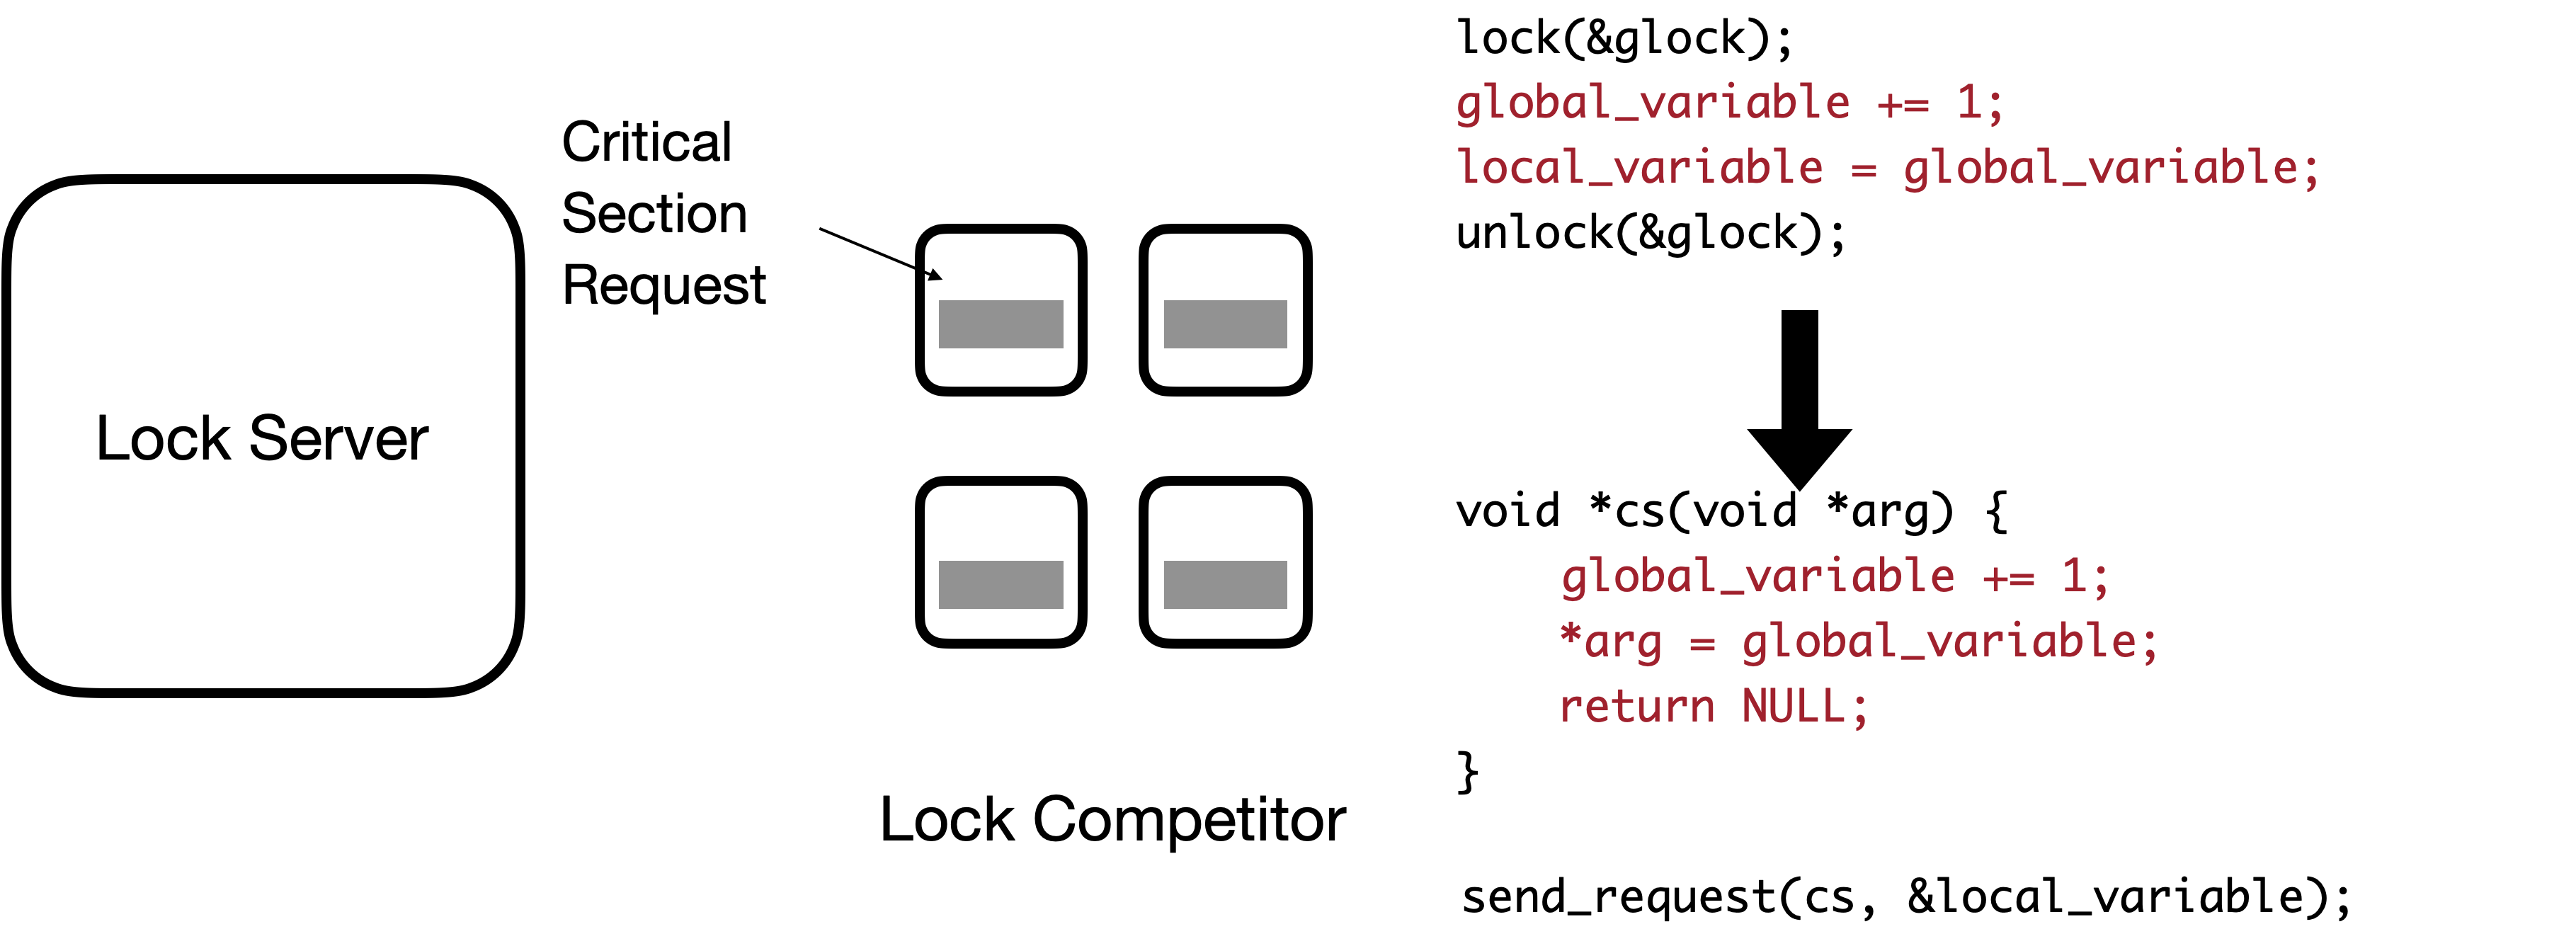 Lock Server
Critical
Section
Request
Lock Competitor
lock(&glock);
global_variable += 1;
local_variable = global_variable;
unlock(&glock);
void *cs(void *arg) {
    global_variable += 1;
    *arg = global_variable;
    return NULL;
}
send_request(cs, &local_variable);